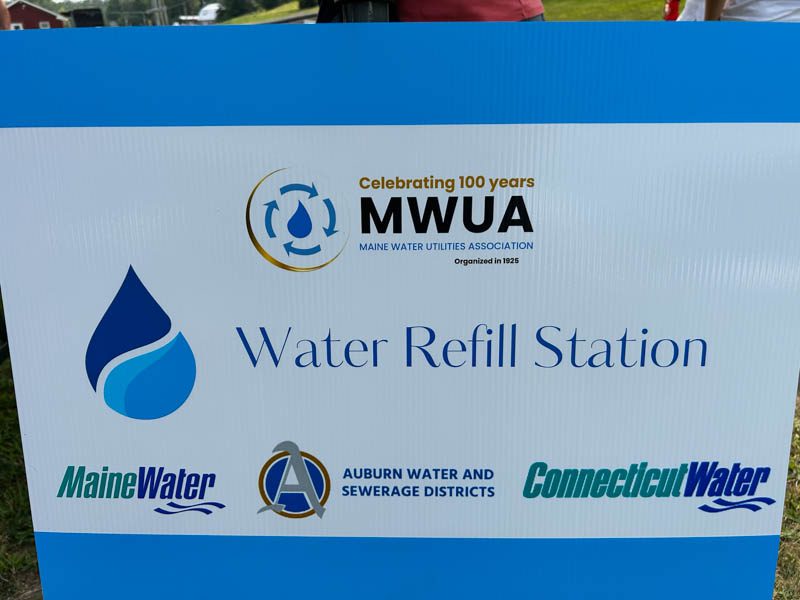 Celebrating 100 years
MWUA
MAINE WATER UTILITIES ASSOCIATION
Organized in 1925
Water Refill Station
MaineWater
A
AUBURN WATER AND
SEWERAGE DISTRICTS
ConnecticutWater